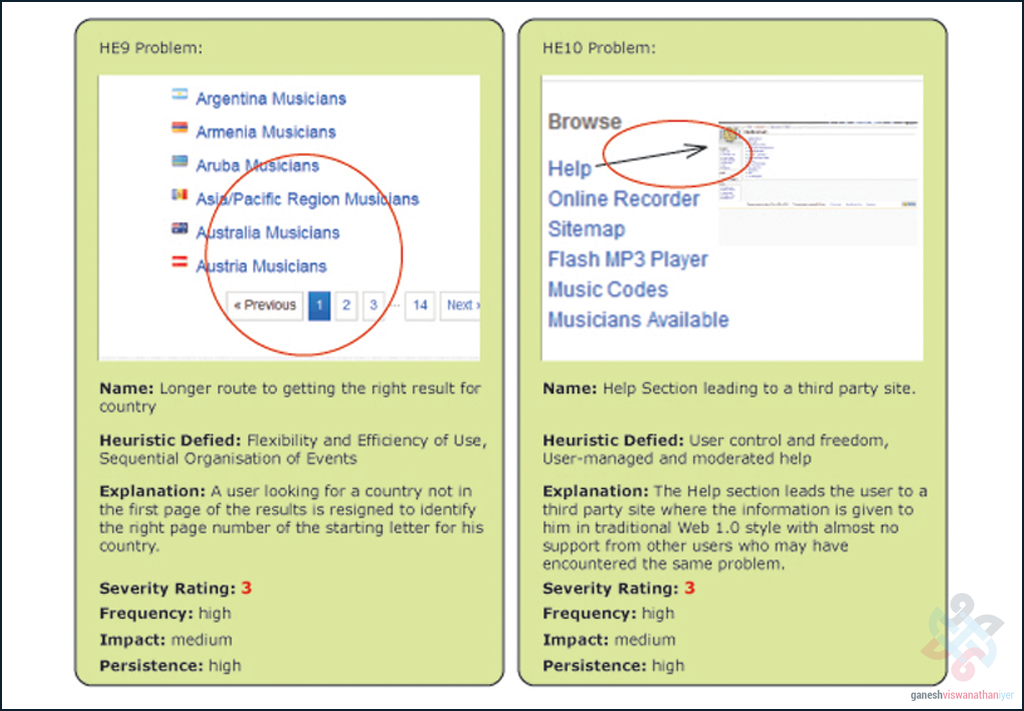 HE9 Problem:
Argentina Musicians
Armenia Musicians
Aruba Musicians
Asia/Pacific Region Musicians
Australia Musicians
Austria Musicians
« Previous 1 2 3 ... 14 Next ›
Name: Longer route to getting the right result for
country
Heuristic Defied: Flexibility and Efficiency of Use,
Sequential Organisation of Events
Explanation: A user looking for a country not in
the first page of the results is resigned to identify
the right page number of the starting letter for his
country.
Severity Rating: 3
Frequency: high
Impact: medium
Persistence: high
HE10 Problem:
Browse
Help
Online Recorder
Sitemap
Flash MP3 Player
Music Codes
Musicians Available
Name: Help Section leading to a third party site.
Heuristic Defied: User control and freedom,
User-managed and moderated help
Explanation: The Help section leads the user to a
third party site where the information is given to
him in traditional Web 1.0 style with almost no
support from other users who may have
encountered the same problem.
Severity Rating: 3
Frequency: high
Impact: medium
Persistence: high
ganeshviswanathaniyer